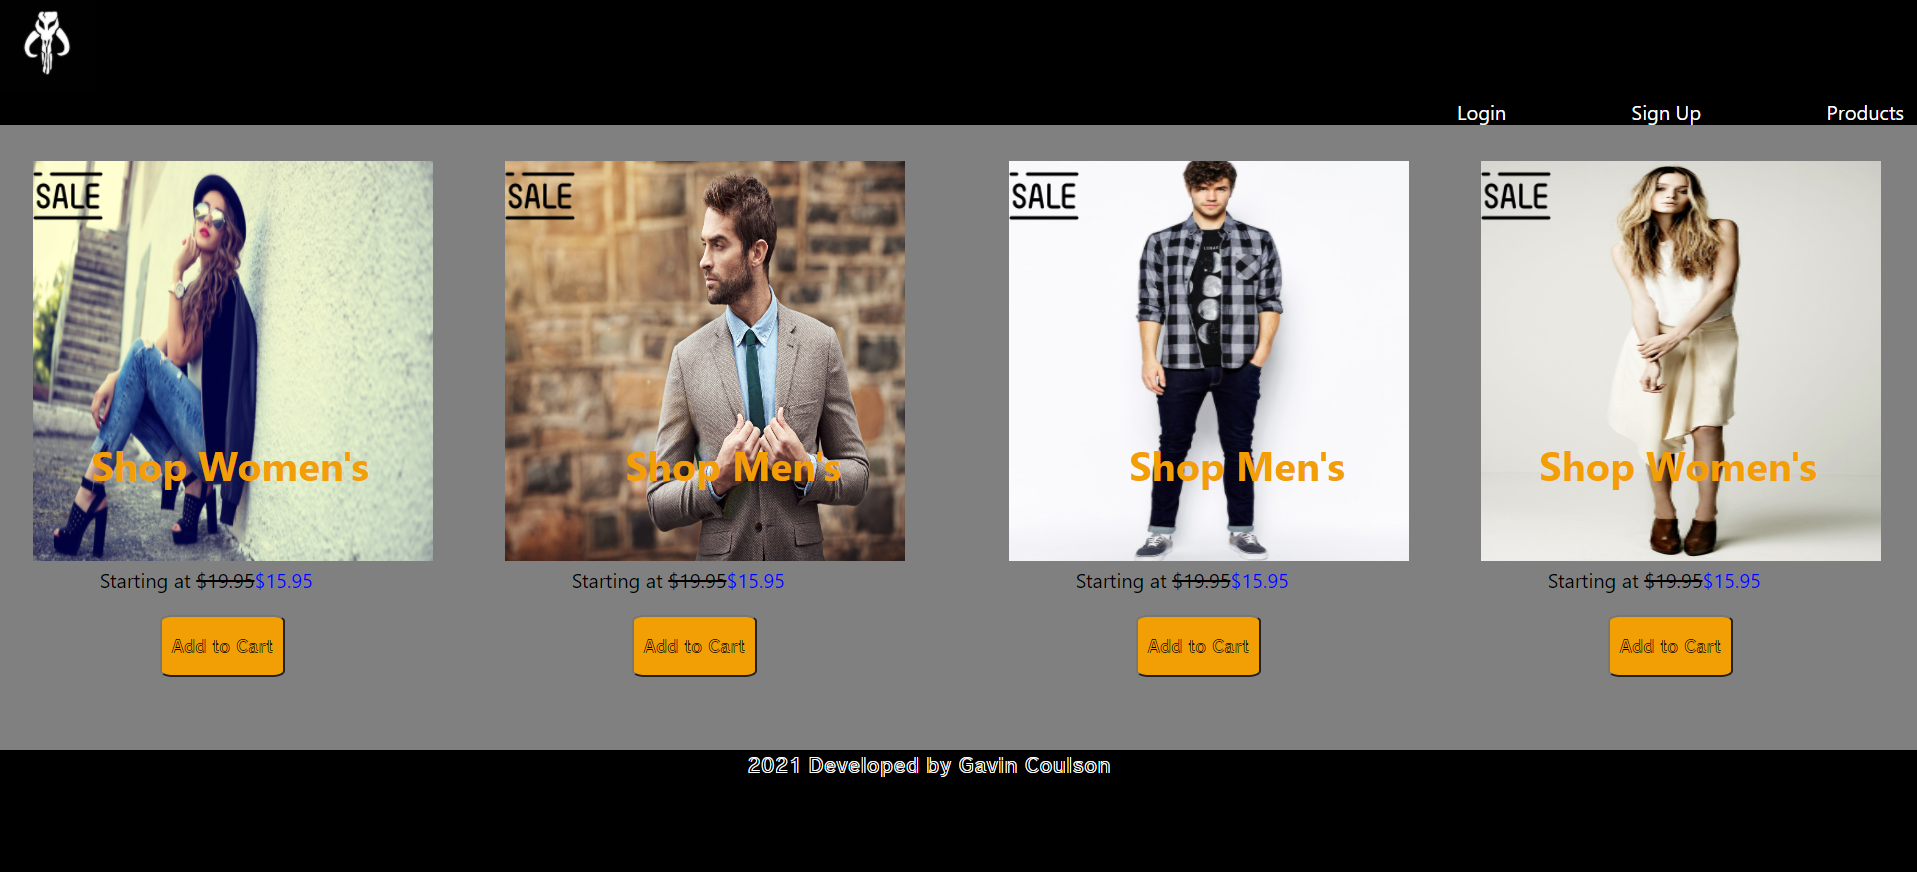 Login
Sign Up
Products
SALE
SALE
SALE
SALE
LUNAR
Shop Women's
Shop Men's
Shop Men's
Shop Women's
Starting at $19.95$15.95
Starting at $19.95$15.95
Starting at $19.95$15.95
Starting at $19.95$15.95
Add to Cart
Add to Cart
Add to Cart
Add to Cart
2021 Developed by Gavin Coulson